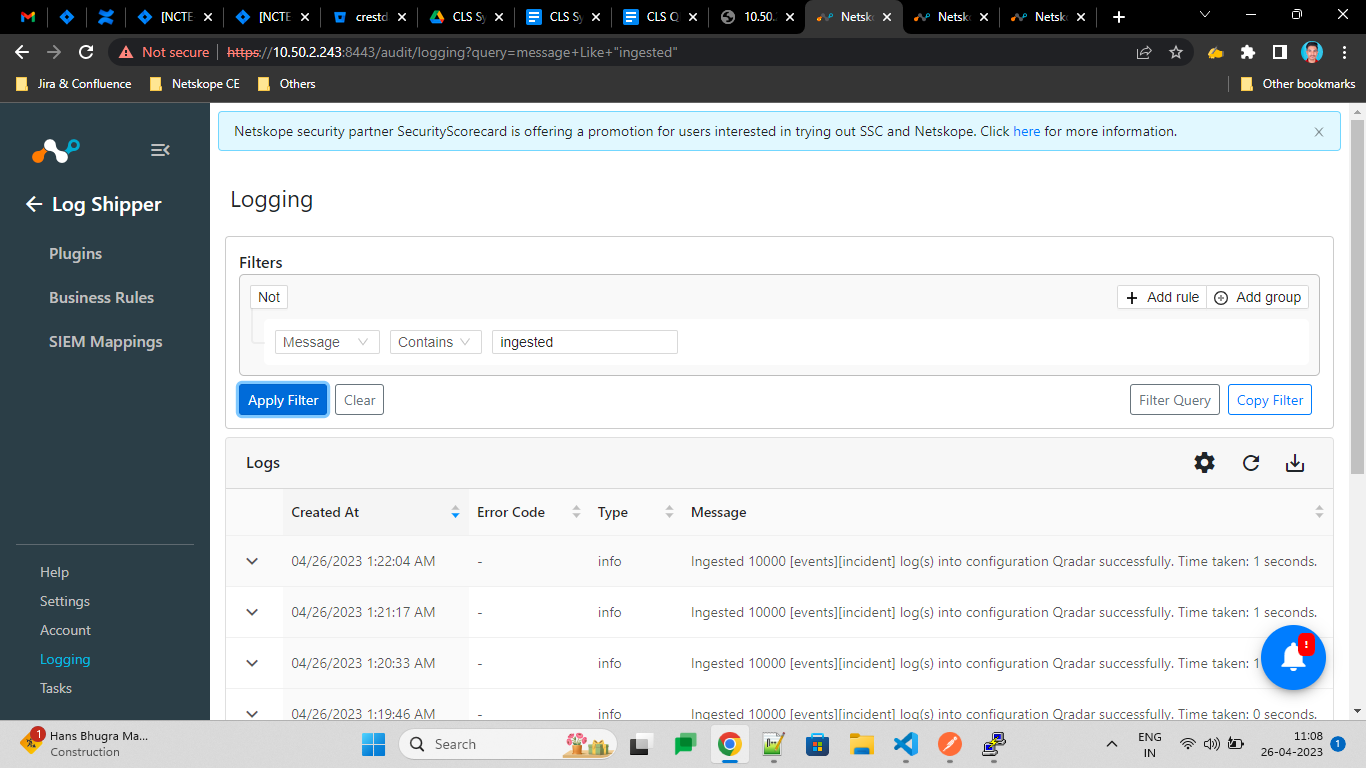 [NCTE
[NCTE
crestd
CLS Sy
CLS Sy
CLS Q
10.50.
Netsk
Netsk
Netsk
Not secure
https://10.50.2.243:8443/audit/logging?query=message+Like+"ingested"
Jira & Confluence
Netskope CE
Others
Other bookmarks
Netskope security partner SecurityScorecard is offering a promotion for users interested in trying out SSC and Netskope. Click here for more information.
Log Shipper
Plugins
Business Rules
SIEM Mappings
Help
Settings
Account
Logging
Tasks
Logging
Filters
Not
Add rule
Add group
Message
Contains
ingested
Apply Filter
Clear
Filter Query
Copy Filter
Logs
Created At Error Code Type Message
04/26/2023 1:22:04 AM - info Ingested 10000 [events][incident] log(s) into configuration Qradar successfully. Time taken: 1 seconds.
04/26/2023 1:21:17 AM - info Ingested 10000 [events][incident] log(s) into configuration Qradar successfully. Time taken: 1 seconds.
04/26/2023 1:20:33 AM - info Ingested 10000 [events][incident] log(s) into configuration Qradar successfully. Time taken: 1
04/26/2023 1:19:46 AM - info Ingested 10000 [events][incident] log(s) into configuration Qradar successfully. Time taken: 0 seconds.
!
1
Hans Bhugra Ma...
Construction
Search
ENG
IN
11:08
26-04-2023
1